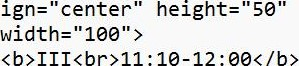 ign="center" height="50"
width="100">
<b>III<br>11:10-12:00</b>